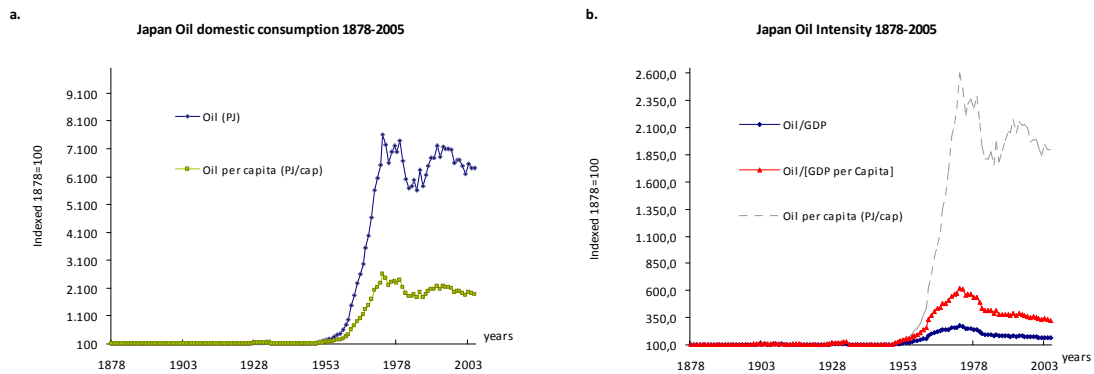 a.
Japan Oil domestic consumption 1878-2005
Indexed 1878=100
9.100
8.100
7.100
6.100
5.100
4.100
3.100
2.100
1.100
100
Oil (PJ)
Oil per capita (PJ/cap)
years
1878 1903 1928 1953 1978 2003
b.
Japan Oil Intensity 1878-2005
Indexed 1878=100
2.600,0
2.350,0
2.100,0
1.850,0
1.600,0
1.350,0
1.100,0
850,0
600,0
350,0
100,0
Oil/GDP
Oil/[GDP per Capita]
Oil per capita (PJ/cap)
years
1878 1903 1928 1953 1978 2003